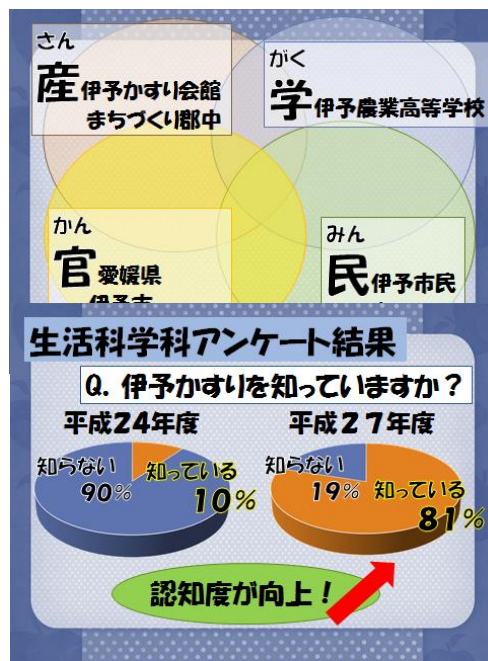 さん
産伊予かすり会館
まちづくり郡中
がく
学伊予農業高等学校
かん
官愛媛県
伊予市
みん
民伊予市民
生活科学科アンケート結果
Q. 伊予かすりを知っていますか？
平成24年度
平成27年度
知らない
90%
知っている
10%
知らない
19%
知っている
81%
認知度が向上！